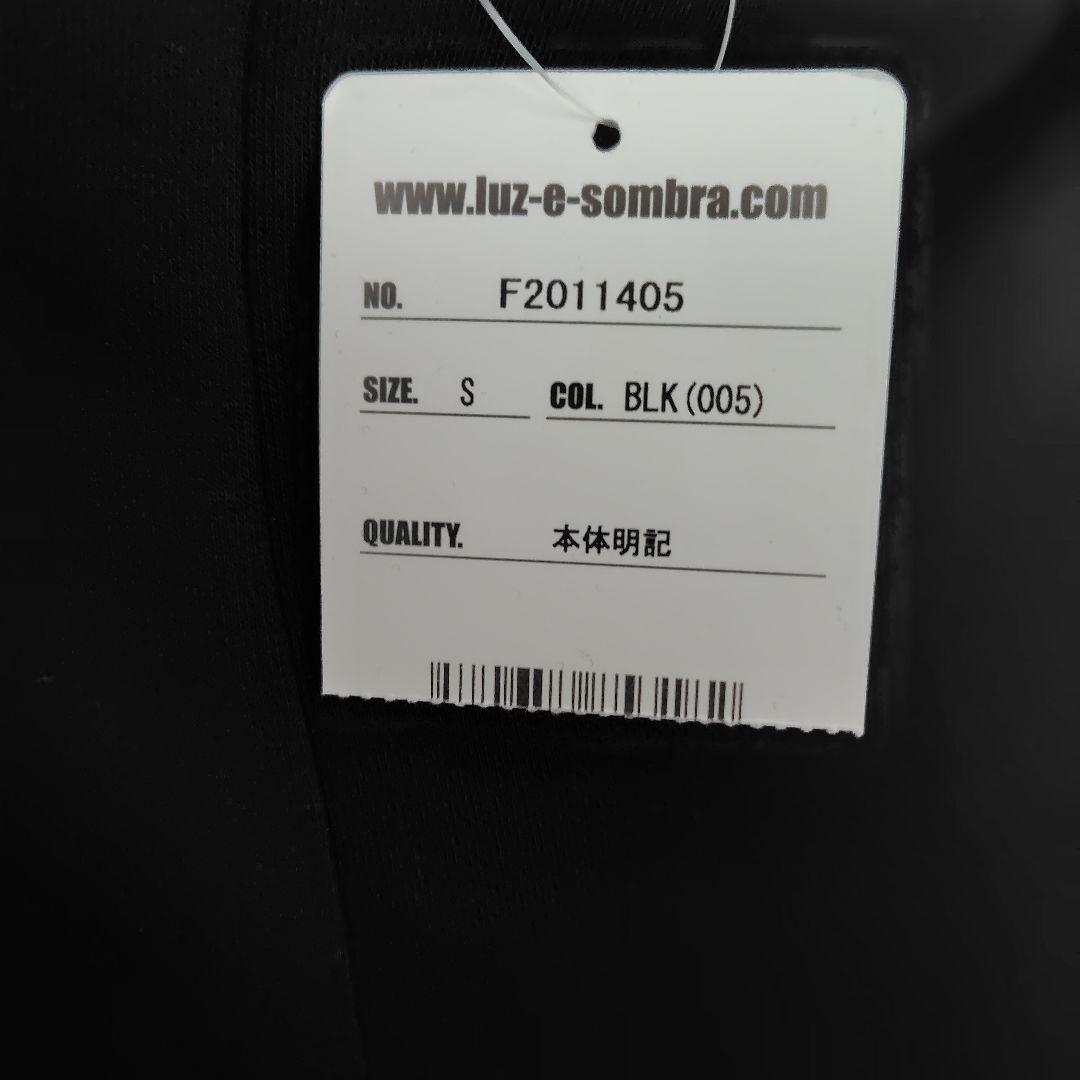 www.luz-e-sombra.com
NO. F2011405
SIZE. S COL. BLK(005)
QUALITY. 本体明記